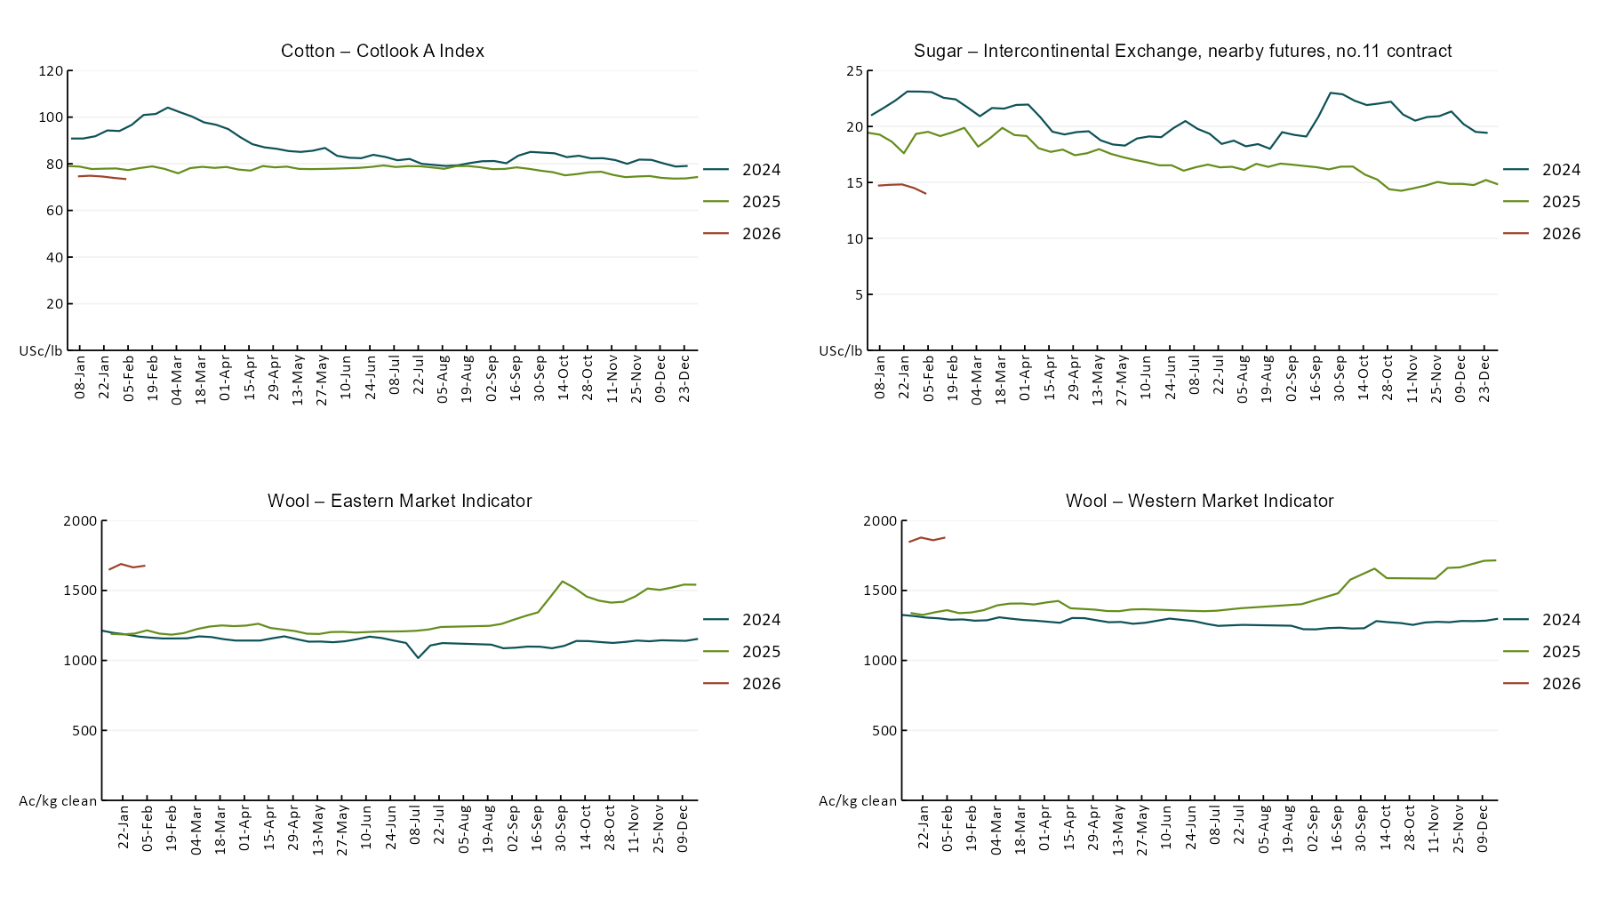 Cotton – Cotlook A Index
120
100
80
60
40
20
USc/lb
08-Jan
22-Jan
05-Feb
19-Feb
04-Mar
18-Mar
01-Apr
15-Apr
29-Apr
13-May
27-May
10-Jun
24-Jun
08-Jul
22-Jul
05-Aug
19-Aug
02-Sep
16-Sep
30-Sep
14-Oct
28-Oct
11-Nov
25-Nov
09-Dec
23-Dec
2024
2025
2026
Sugar – Intercontinental Exchange, nearby futures, no.11 contract
25
20
15
10
5
USc/lb
08-Jan
22-Jan
05-Feb
19-Feb
04-Mar
18-Mar
01-Apr
15-Apr
29-Apr
13-May
27-May
10-Jun
24-Jun
08-Jul
22-Jul
05-Aug
19-Aug
02-Sep
16-Sep
30-Sep
14-Oct
28-Oct
11-Nov
25-Nov
09-Dec
23-Dec
2024
2025
2026
Wool – Eastern Market Indicator
2000
1500
1000
500
Ac/kg clean
22-Jan
05-Feb
19-Feb
04-Mar
18-Mar
01-Apr
15-Apr
29-Apr
13-May
27-May
10-Jun
24-Jun
08-Jul
22-Jul
05-Aug
19-Aug
02-Sep
16-Sep
30-Sep
14-Oct
28-Oct
11-Nov
25-Nov
09-Dec
2024
2025
2026
Wool – Western Market Indicator
2000
1500
1000
500
Ac/kg clean
22-Jan
05-Feb
19-Feb
04-Mar
18-Mar
01-Apr
15-Apr
29-Apr
13-May
27-May
10-Jun
24-Jun
08-Jul
22-Jul
05-Aug
19-Aug
02-Sep
16-Sep
30-Sep
14-Oct
28-Oct
11-Nov
25-Nov
09-Dec
2024
2025
2026